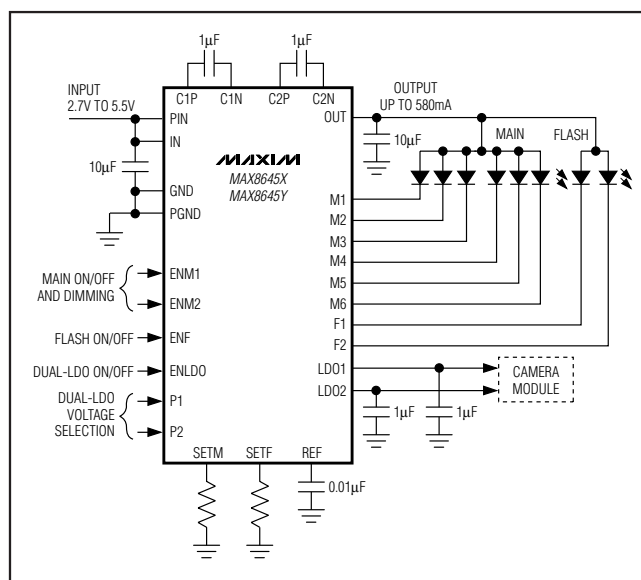 1µF
1µF
INPUT
2.7V TO 5.5V
C1P
C1N
C2P
C2N
OUTPUT
UP TO 580mA
PIN
OUT
IN
10µF
MAIN
FLASH
10µF
MAXIM
MAX8645X
MAX8645Y
GND
PGND
M1
M2
M3
M4
M5
M6
F1
F2
MAIN ON/OFF
AND DIMMING
ENM1
ENM2
FLASH ON/OFF
ENF
DUAL-LDO ON/OFF
ENLDO
LDO1
LDO2
CAMERA
MODULE
DUAL-LDO
VOLTAGE
SELECTION
P1
P2
1µF
1µF
SETM
SETF
REF
0.01µF